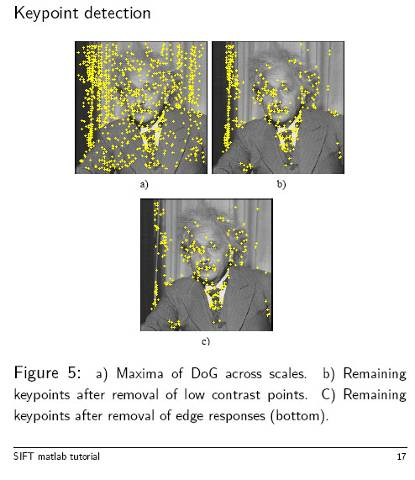 Keypoint detection
a)
b)
c)
Figure 5: a) Maxima of DoG across scales. b) Remaining
keypoints after removal of low contrast points. C) Remaining
keypoints after removal of edge responses (bottom).
SIFT matlab tutorial
17